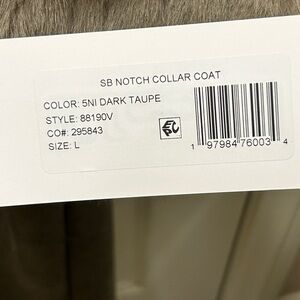 SB NOTCH COLLAR COAT
COLOR: 5NI DARK TAUPE
STYLE: 88190V
CO#: 295843
SIZE: L
1 97984 76003 4